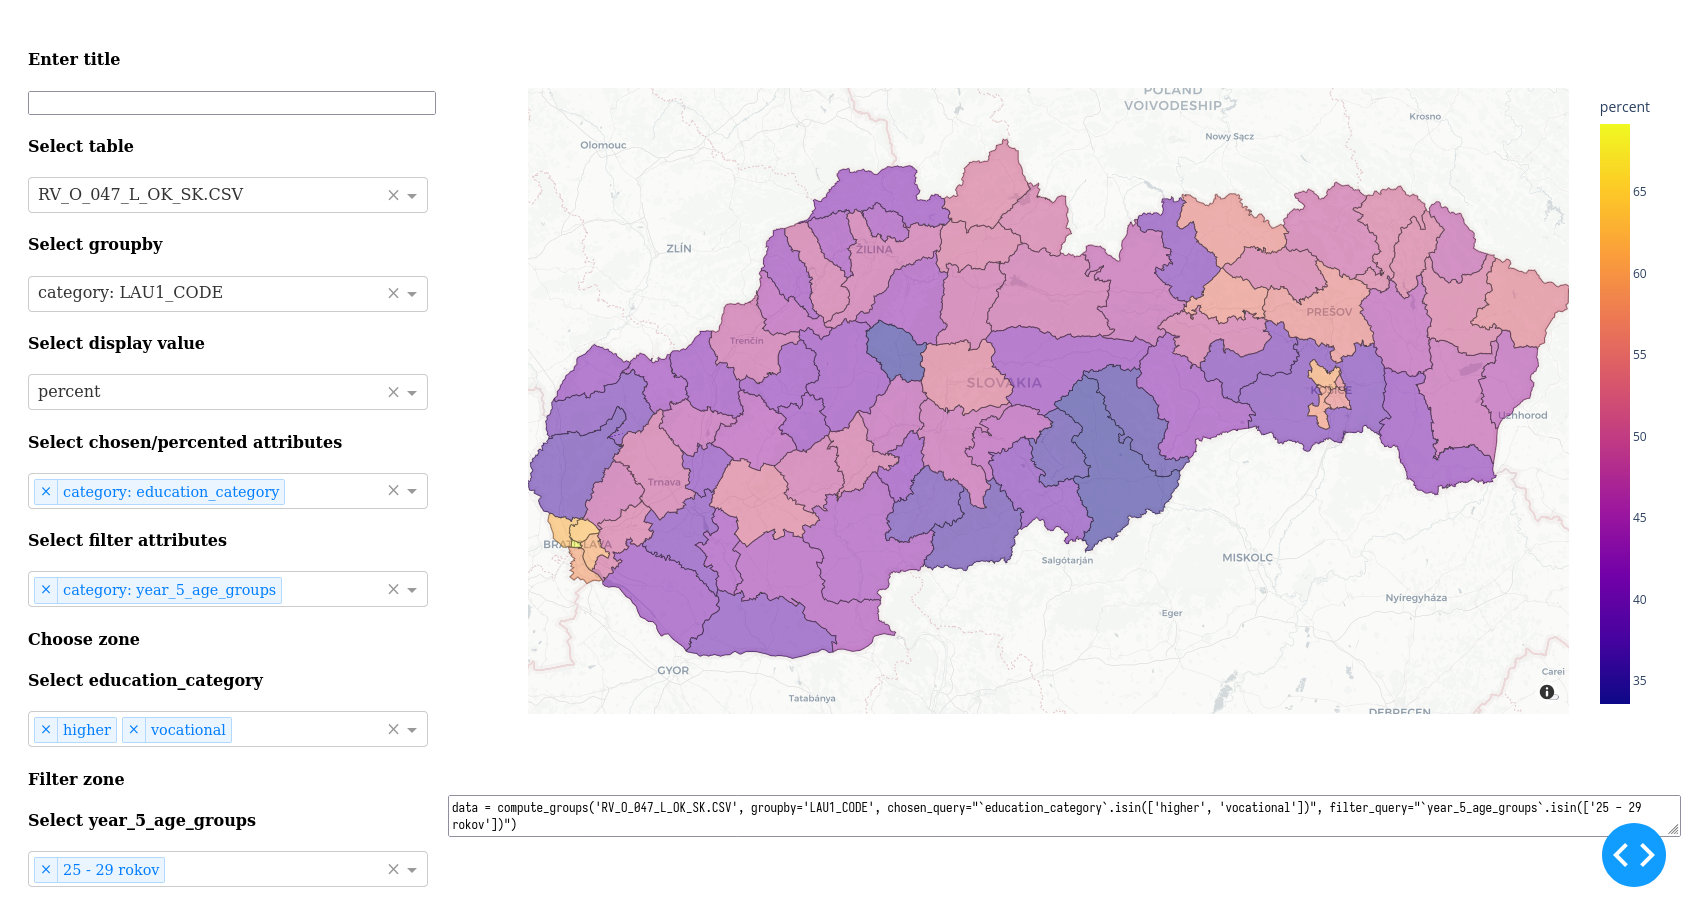 Enter title
Select table
RV_O_047_L_OK_SK.CSV
Select groupby
category: LAU1_CODE
Select display value
percent
Select chosen/percented attributes
× category: education_category
Select filter attributes
× category: year_5_age_groups
Choose zone
Select education_category
× higher × vocational
Filter zone
Select year_5_age_groups
× 25 - 29 rokov
POLAND
VOIVODESHIP
Krosno
Nowy Sącz
Olomouc
ZLÍN
ŽILINA
PREŠOV
Trenčín
SLOVAKIA
KOŠICE
Uzhhorod
Trnava
BRATISLAVA
Salgótarján
MISKOLC
Nyíregyháza
Eger
GYOR
Carei
Tatabánya
DEBRECEN
percent
65
60
55
50
45
40
35
data = compute_groups('RV_O_047_L_OK_SK.CSV', groupby='LAU1_CODE', chosen_query="`education_category`.isin(['higher', 'vocational'])", filter_query="`year_5_age_groups`.isin(['25 - 29
rokov'])")